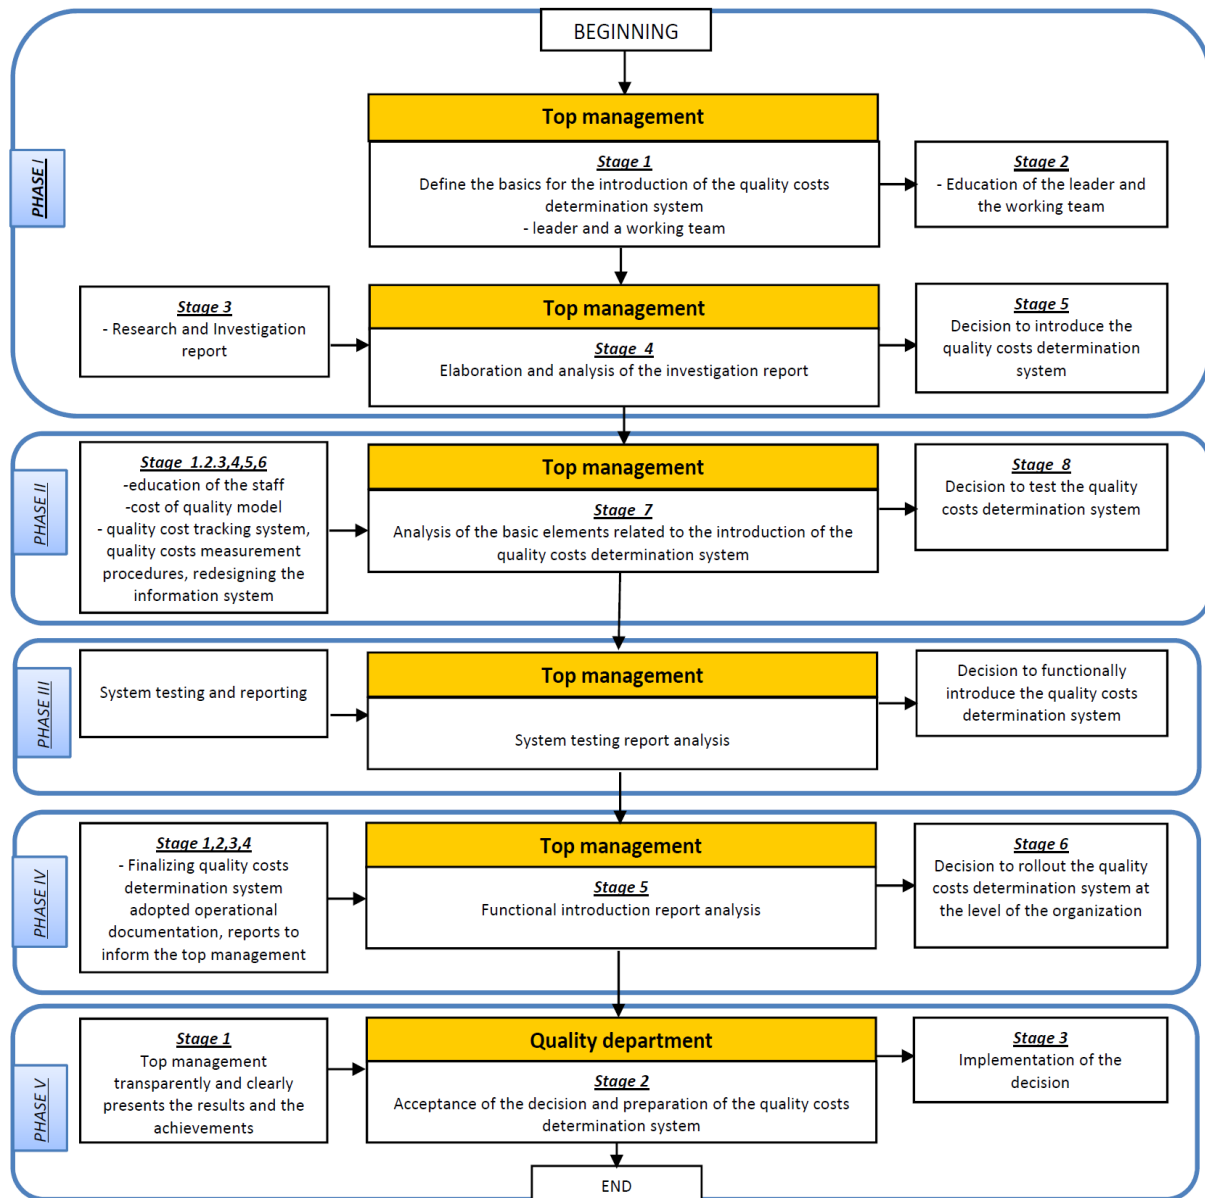 BEGINNING
PHASE I
Top management
Stage 1
Define the basics for the introduction of the quality costs
determination system
- leader and a working team
Stage 2
- Education of the leader and
the working team
Stage 3
- Research and Investigation
report
Top management
Stage  4
Elaboration and analysis of the investigation report
Stage 5
Decision to introduce the
quality costs determination
system
PHASE II
Stage  1.2.3,4,5,6
-education of the staff
-cost of quality model
- quality cost tracking system,
quality costs measurement
procedures, redesigning the
information system
Top management
Stage  7
Analysis of the basic elements related to the introduction of the
quality costs determination system
Stage  8
Decision to test the quality
costs determination system
PHASE III
System testing and reporting
Top management
System testing report analysis
Decision to functionally
introduce the quality costs
determination system
PHASE IV
Stage 1,2,3,4
- Finalizing quality costs
determination system
adopted operational
documentation, reports to
inform the top management
Top management
Stage 5
Functional introduction report analysis
Stage 6
Decision to rollout the quality
costs determination system at
the level of the organization
PHASE V
Stage 1
Top management
transparently and clearly
presents the results and the
achievements
Quality department
Stage 2
Acceptance of the decision and preparation of the quality costs
determination system
Stage 3
Implementation of the
decision
END